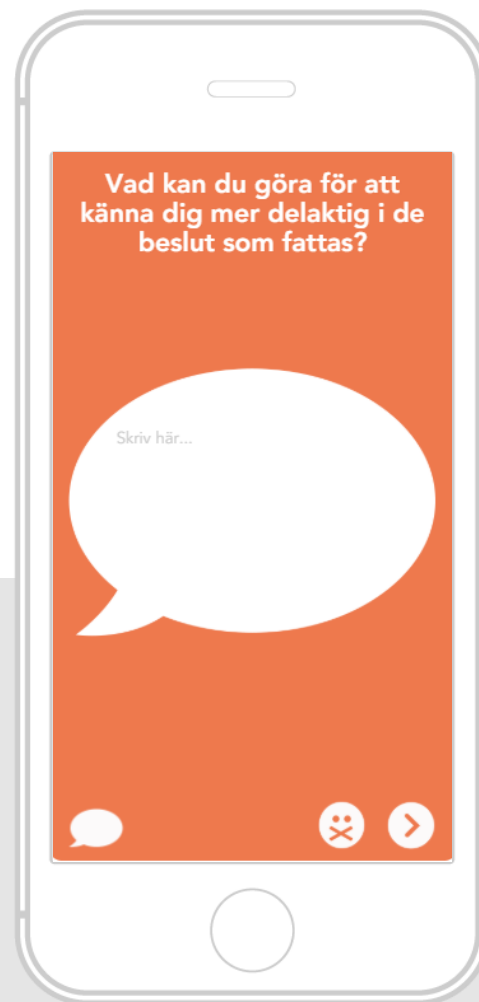 Vad kan du göra för att
känna dig mer delaktig i de
beslut som fattas?
Skriv här...